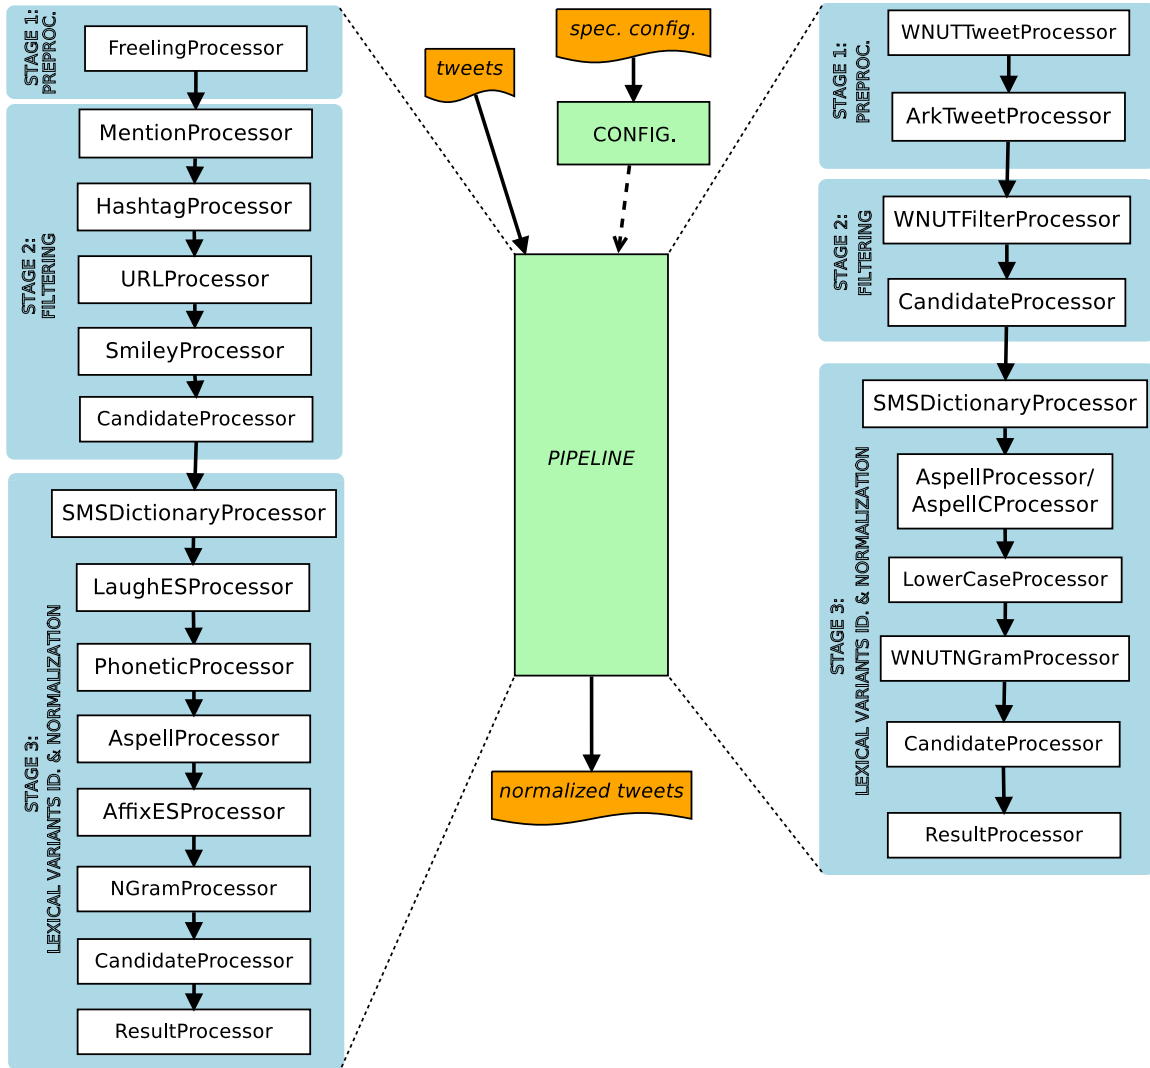 STAGE 1:
PREPROC.
FreelingProcessor
STAGE 2:
FILTERING
MentionProcessor
HashtagProcessor
URLProcessor
SmileyProcessor
CandidateProcessor
STAGE 3:
LEXICAL VARIANTS ID. & NORMALIZATION
SMSDictionaryProcessor
LaughESProcessor
PhoneticProcessor
AspellProcessor
AffixESProcessor
NGramProcessor
CandidateProcessor
ResultProcessor
tweets
spec. config.
CONFIG.
PIPELINE
normalized tweets
STAGE 1:
PREPROC.
WNUTTweetProcessor
ArkTweetProcessor
STAGE 2:
FILTERING
WNUTFilterProcessor
CandidateProcessor
STAGE 3:
LEXICAL VARIANTS ID. & NORMALIZATION
SMSDictionaryProcessor
AspellProcessor/
AspellCProcessor
LowerCaseProcessor
WNUTNGramProcessor
CandidateProcessor
ResultProcessor